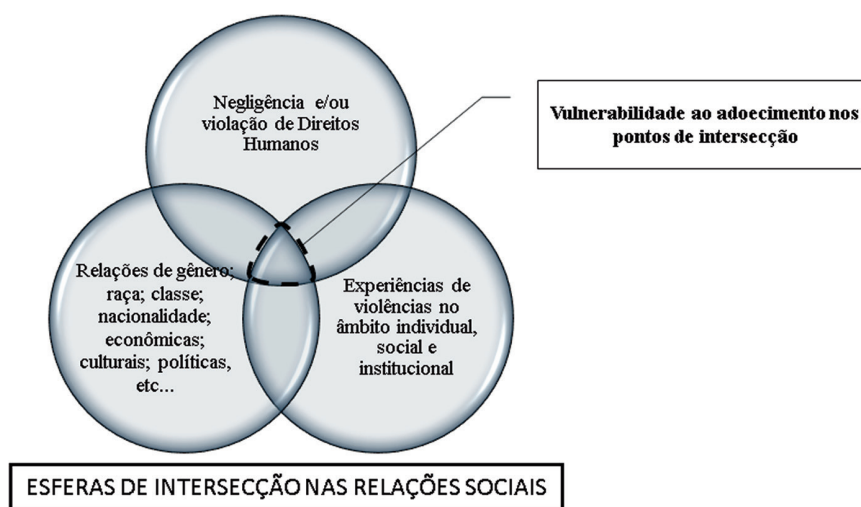 Negligência e/ou
violação de Direitos
Humanos
Vulnerabilidade ao adoecimento nos
pontos de intersecção
Relações de gênero;
raça; classe;
nacionalidade;
econômicas;
culturais; políticas,
etc...
Experiências de
violências no
âmbito individual,
social e
institucional
ESFERAS DE INTERSECÇÃO NAS RELAÇÕES SOCIAIS